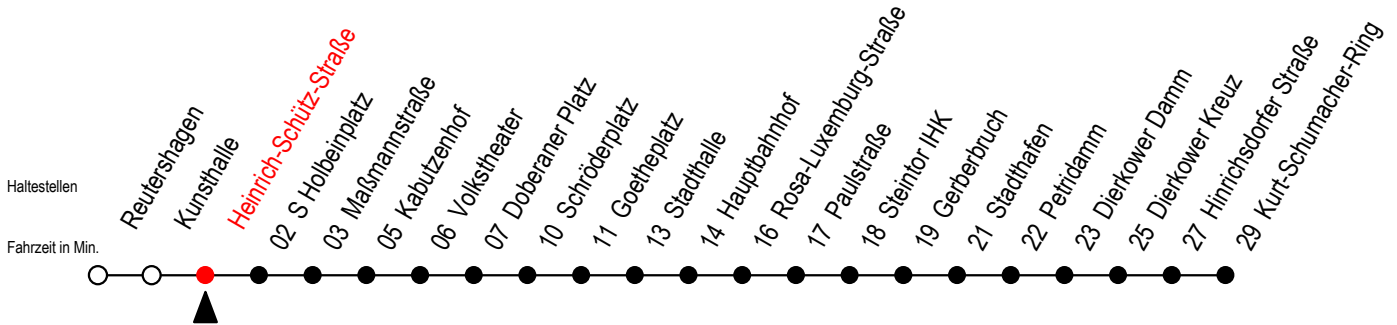 Haltestellen
Fahrzeit in Min.
Reutershagen
Kunsthalle
Heinrich-Schütz-Straße
02 S Holbeinplatz
03 Maßmannstraße
05 Kabutzenhof
06 Volkstheater
07 Doberaner Platz
10 Schröderplatz
11 Goetheplatz
13 Stadthalle
14 Hauptbahnhof
16 Rosa-Luxemburg-Straße
17 Paulstraße
18 Steintor IHK
19 Gerberbruch
21 Stadthafen
22 Petridamm
23 Dierkower Damm
25 Dierkower Kreuz
27 Hinrichsdorfer Straße
29 Kurt-Schumacher-Ring